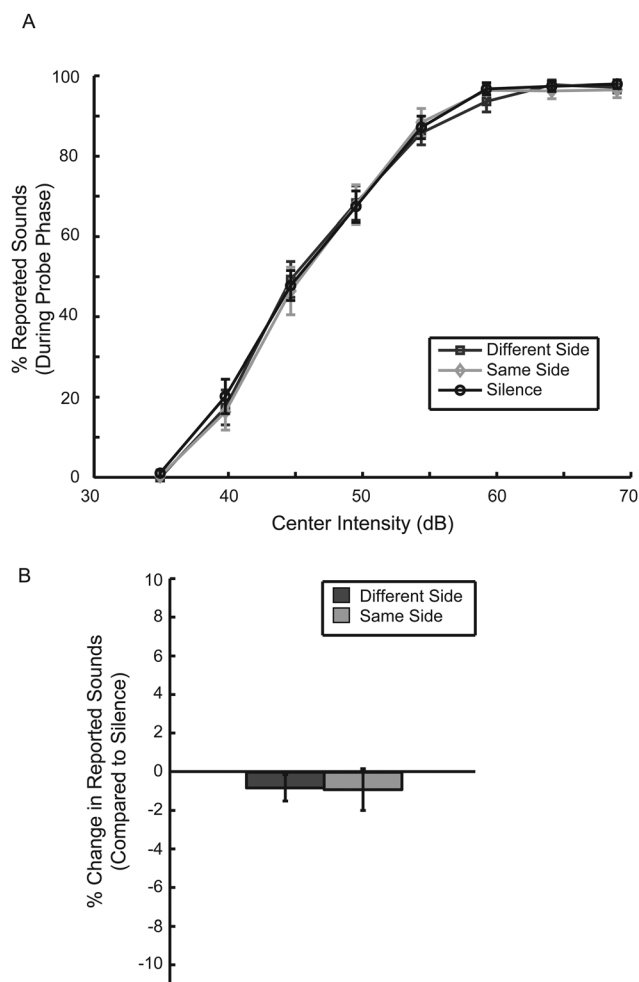 A
100
80
60
40
20
0
% Reporeted Sounds
(During Probe Phase)
Different Side
Same Side
Silence
30
40
50
60
70
Center Intensity (dB)
B
10
8
6
4
2
0
-2
-4
-6
-8
-10
% Change in Reported Sounds
(Compared to Silence)
Different Side
Same Side